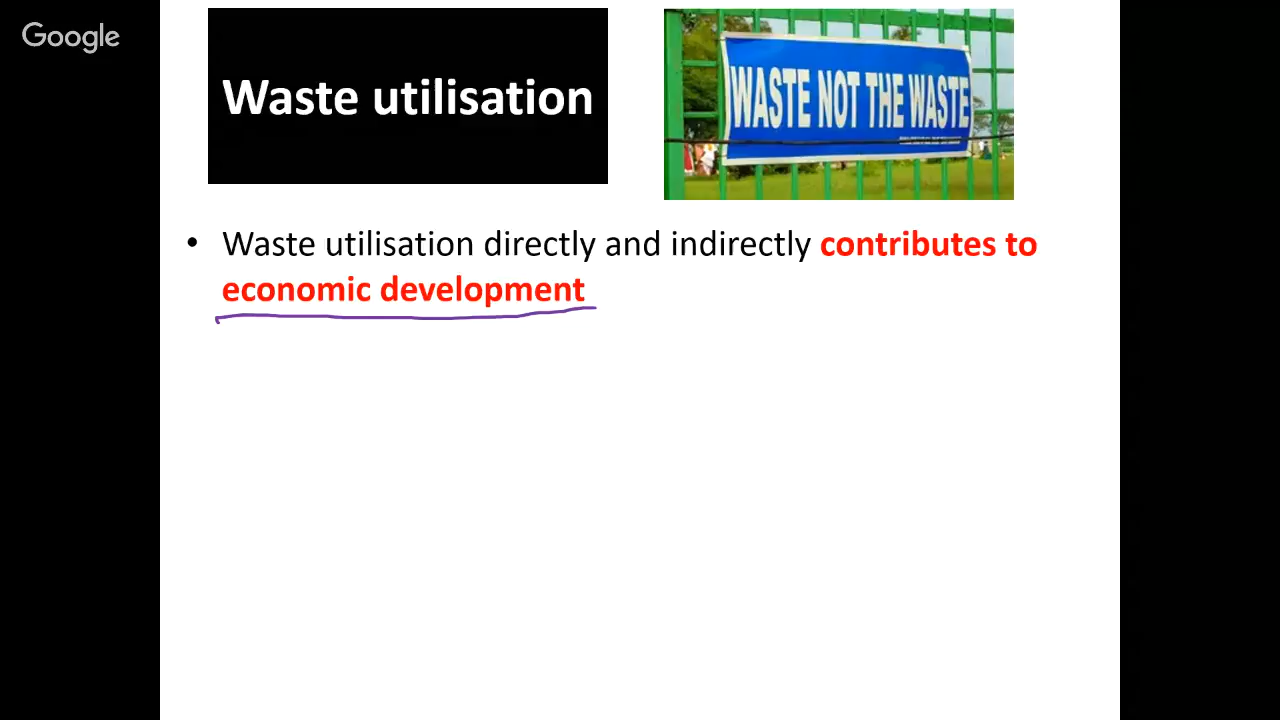 Google
Waste utilisation
WASTE NOT THE WASTE
• Waste utilisation directly and indirectly contributes to
economic development